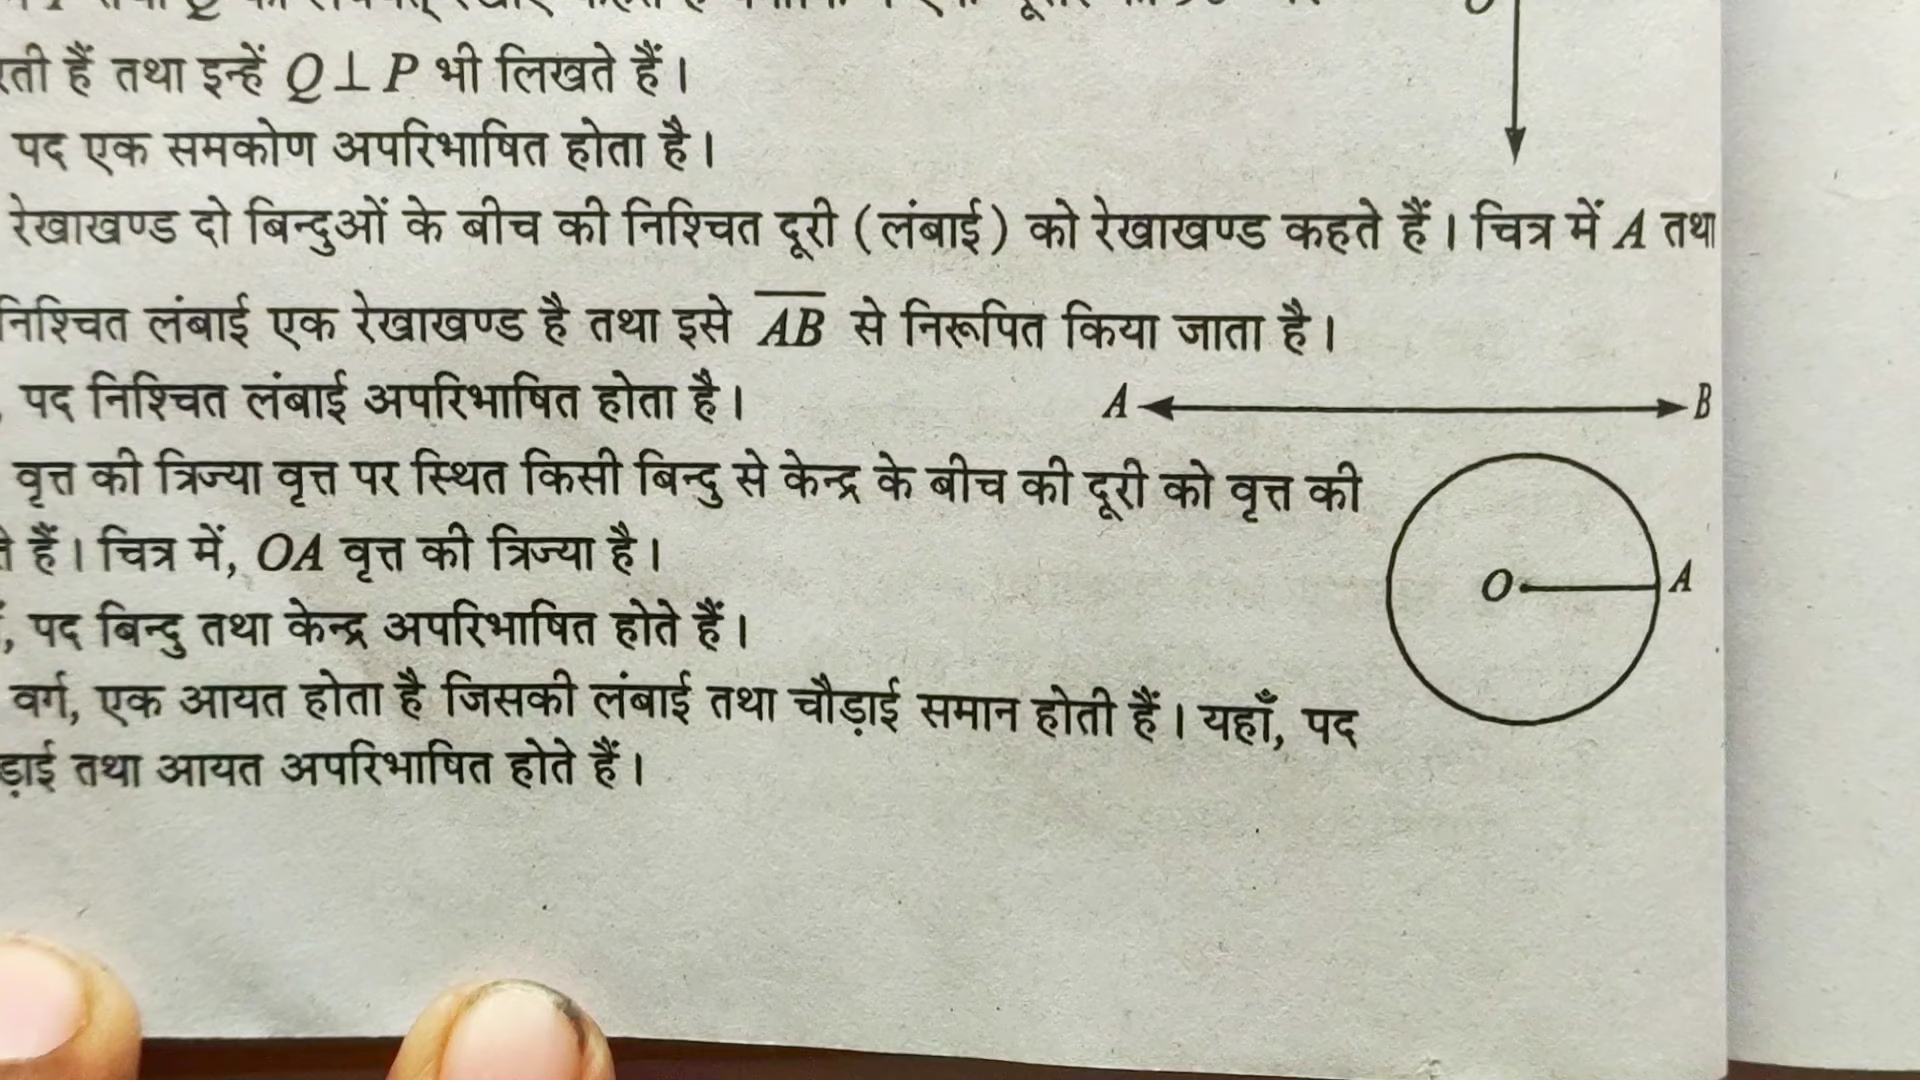 हैं तथा इन्हें Q⊥P भी लिखते हैं।
पद एक समकोण अपरिभाषित होता है।
रेखाखण्ड दो बिन्दुओं के बीच की निश्चित दूरी (लंबाई) को रेखाखण्ड कहते हैं। चित्र में A तथा
निश्चित लंबाई एक रेखाखण्ड है तथा इसे \overline{AB} से निरूपित किया जाता है।
पद निश्चित लंबाई अपरिभाषित होता है।
A B
वृत्त की त्रिज्या वृत्त पर स्थित किसी बिन्दु से केन्द्र के बीच की दूरी को वृत्त की
हैं। चित्र में, OA वृत्त की त्रिज्या है।
O A
, पद बिन्दु तथा केन्द्र अपरिभाषित होते हैं।
वर्ग, एक आयत होता है जिसकी लंबाई तथा चौड़ाई समान होती हैं। यहाँ, पद
ड़ाई तथा आयत अपरिभाषित होते हैं।